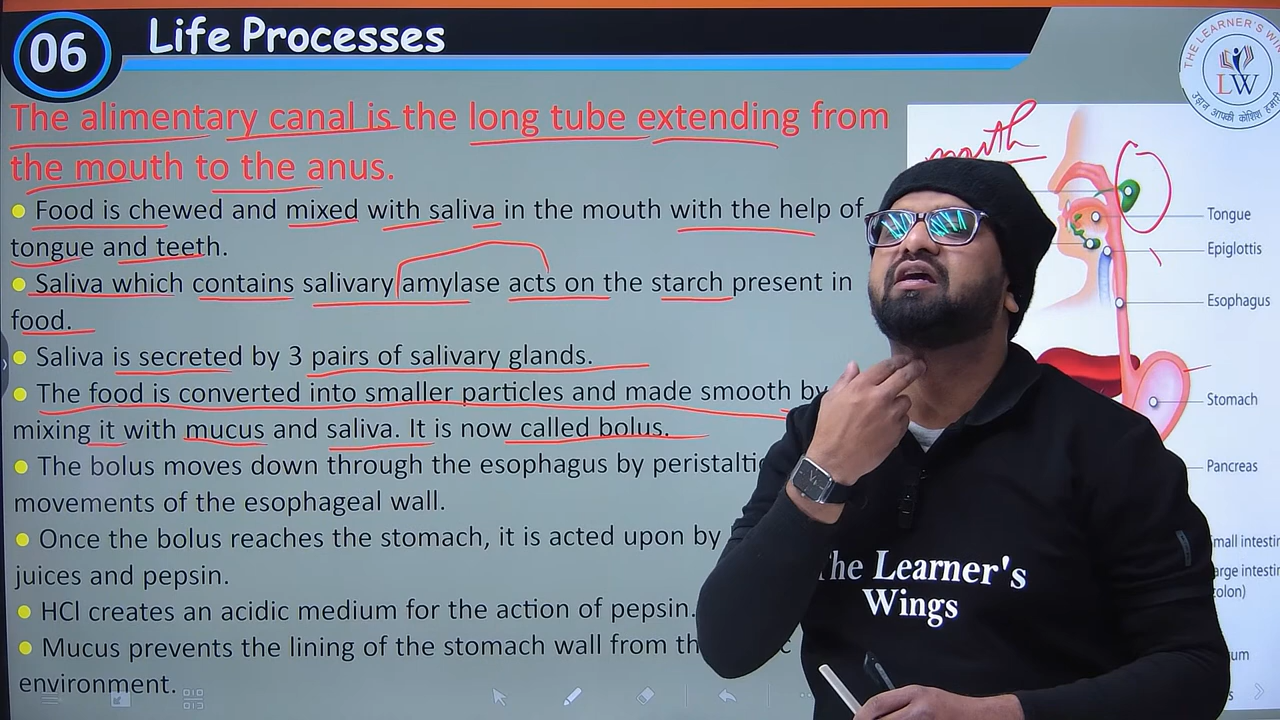 06 Life Processes
THE LEARNER'S WIN
LW
उड़ान आपकी कोशिश हमारी
The alimentary canal is the long tube extending from
the mouth to the anus.
mouth
• Food is chewed and mixed with saliva in the mouth with the help of
tongue and teeth.
• Saliva which contains salivary amylase acts on the starch present in
food.
• Saliva is secreted by 3 pairs of salivary glands.
• The food is converted into smaller particles and made smooth by
mixing it with mucus and saliva. It is now called bolus.
• The bolus moves down through the esophagus by peristaltic
movements of the esophageal wall.
• Once the bolus reaches the stomach, it is acted upon by
juices and pepsin.
• HCl creates an acidic medium for the action of pepsin.
• Mucus prevents the lining of the stomach wall from th
environment.
Tongue
Epiglottis
Esophagus
Stomach
Pancreas
Small intestin
arge intestin
colon)
um
s
The Learner's
Wings